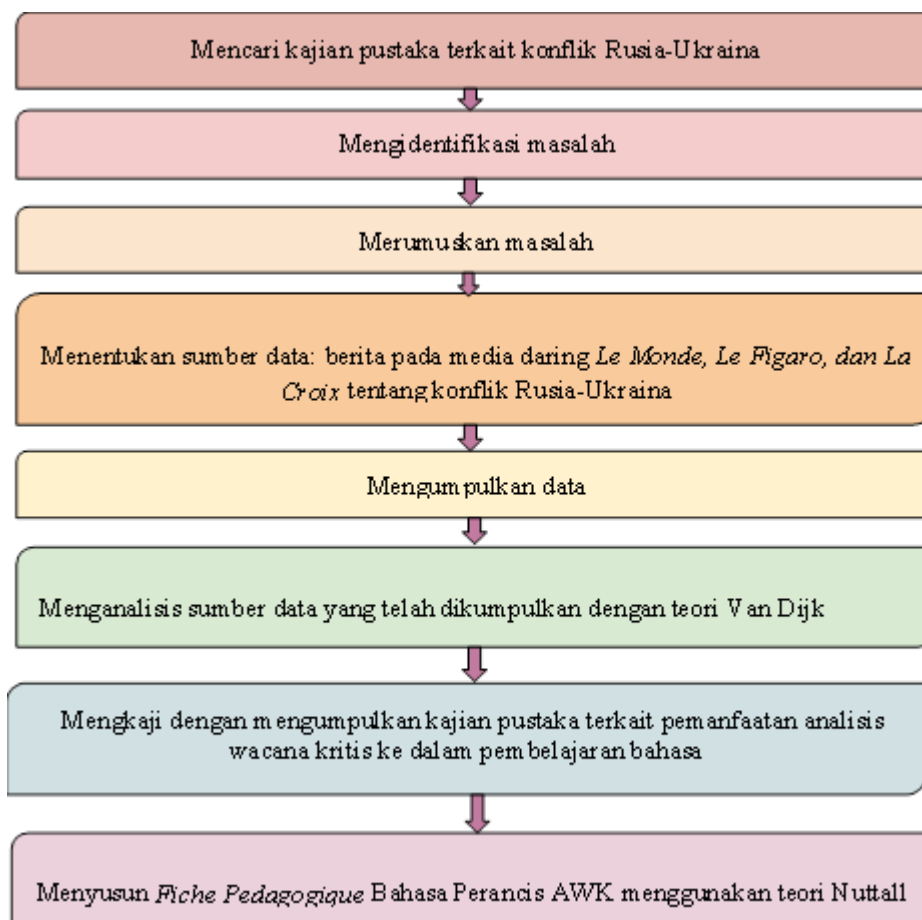 Mencari kajian pustaka terkait konflik Rusia-Ukraina
Mengidentifikasi masalah
Merumuskan masalah
Menentukan sumber data: berita pada media daring Le Monde, Le Figaro, dan La
Croix tentang konflik Rusia-Ukraina
Mengumpulkan data
Menganalisis sumber data yang telah dikumpulkan dengan teori Van Dijk
Mengkaji dengan mengumpulkan kajian pustaka terkait pemanfaatan analisis
wacana kritis ke dalam pembelajaran bahasa
Menyusun Fiche Pedagogique Bahasa Perancis AWK menggunakan teori Nuttall